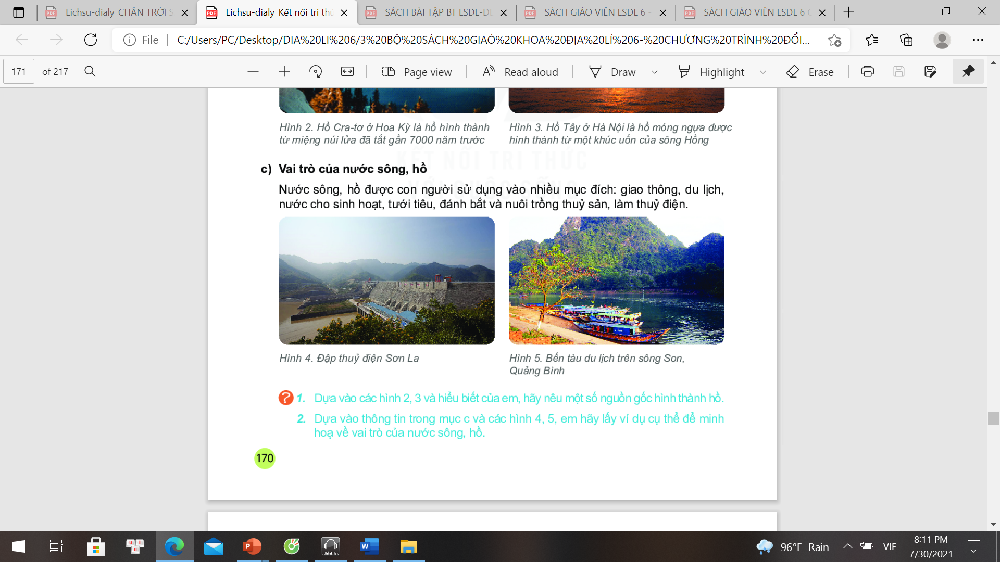 Lichsu-dialy_CHÂN TRỜI S
Lichsu-dialy_Kết nối tri thứ
SÁCH BÀI TẬP BT LSDL-DL
SÁCH GIÁO VIÊN LSDL 6 -
SÁCH GIÁO VIÊN LSDL 6 C
File
C:/Users/PC/Desktop/DIA%20LI%206/3%20BỘ%20SÁCH%20GIAÓ%20KHOA%20ĐỊA%20LÍ%206-%20CHƯƠNG%20TRÌNH%20ĐỔI...
171 of 217
Page view
Read aloud
Draw
Highlight
Erase
Hình 2. Hồ Cra-tơ ở Hoa Kỳ là hồ hình thành
từ miệng núi lửa đã tắt gần 7000 năm trước
Hình 3. Hồ Tây ở Hà Nội là hồ móng ngựa được
hình thành từ một khúc uốn của sông Hồng
KẾT NỐI TRI THỨC
c) Vai trò của nước sông, hồ
Nước sông, hồ được con người sử dụng vào nhiều mục đích: giao thông, du lịch,
nước cho sinh hoạt, tưới tiêu, đánh bắt và nuôi trồng thuỷ sản, làm thuỷ điện.
Hình 4. Đập thuỷ điện Sơn La
Hình 5. Bến tàu du lịch trên sông Son,
Quảng Bình
? 1. Dựa vào các hình 2, 3 và hiểu biết của em, hãy nêu một số nguồn gốc hình thành hồ.
2. Dựa vào thông tin trong mục c và các hình 4, 5, em hãy lấy ví dụ cụ thể để minh
hoạ về vai trò của nước sông, hồ.
170
96°F Rain
VIE
8:11 PM
7/30/2021